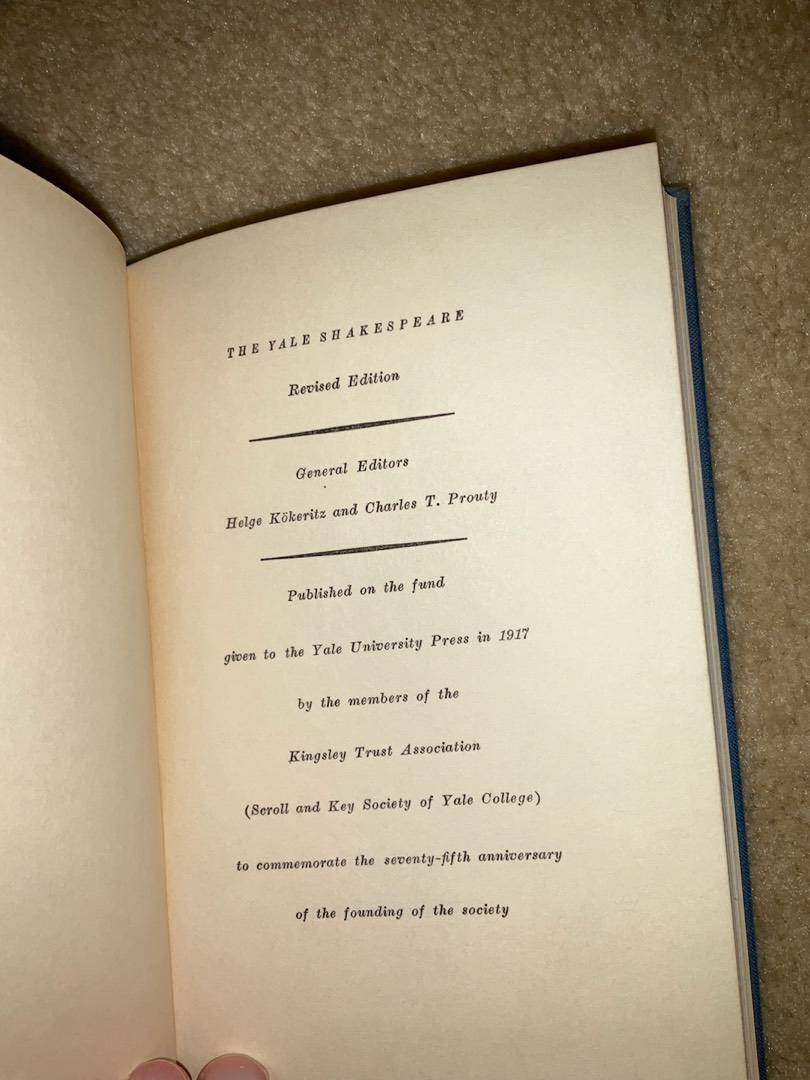 THE YALE SHAKESPEARE
Revised Edition
General Editors
Helge Kökeritz and Charles T. Prouty
Published on the fund
given to the Yale University Press in 1917
by the members of the
Kingsley Trust Association
(Scroll and Key Society of Yale College)
to commemorate the seventy-fifth anniversary
of the founding of the society